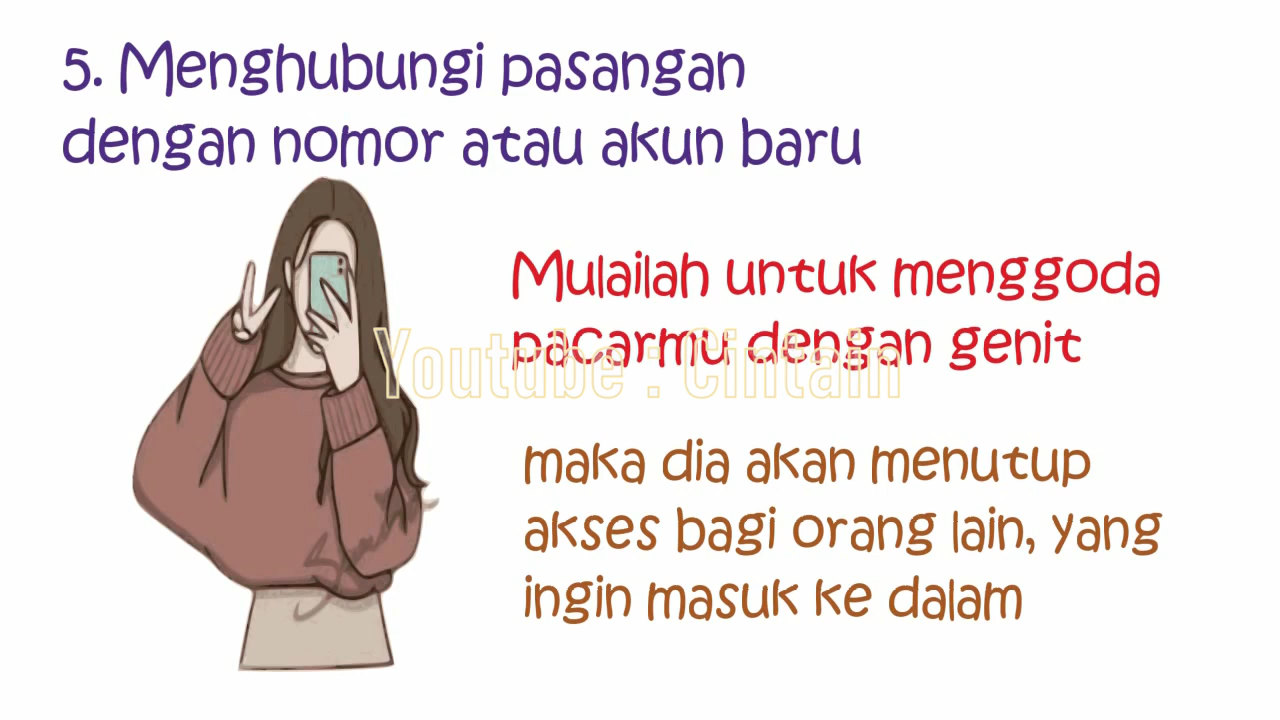 5. Menghubungi pasangan
dengan nomor atau akun baru
Mulailah untuk menggoda
pacarmu dengan genit
Youtube : Cintain
maka dia akan menutup
akses bagi orang lain, yang
ingin masuk ke dalam